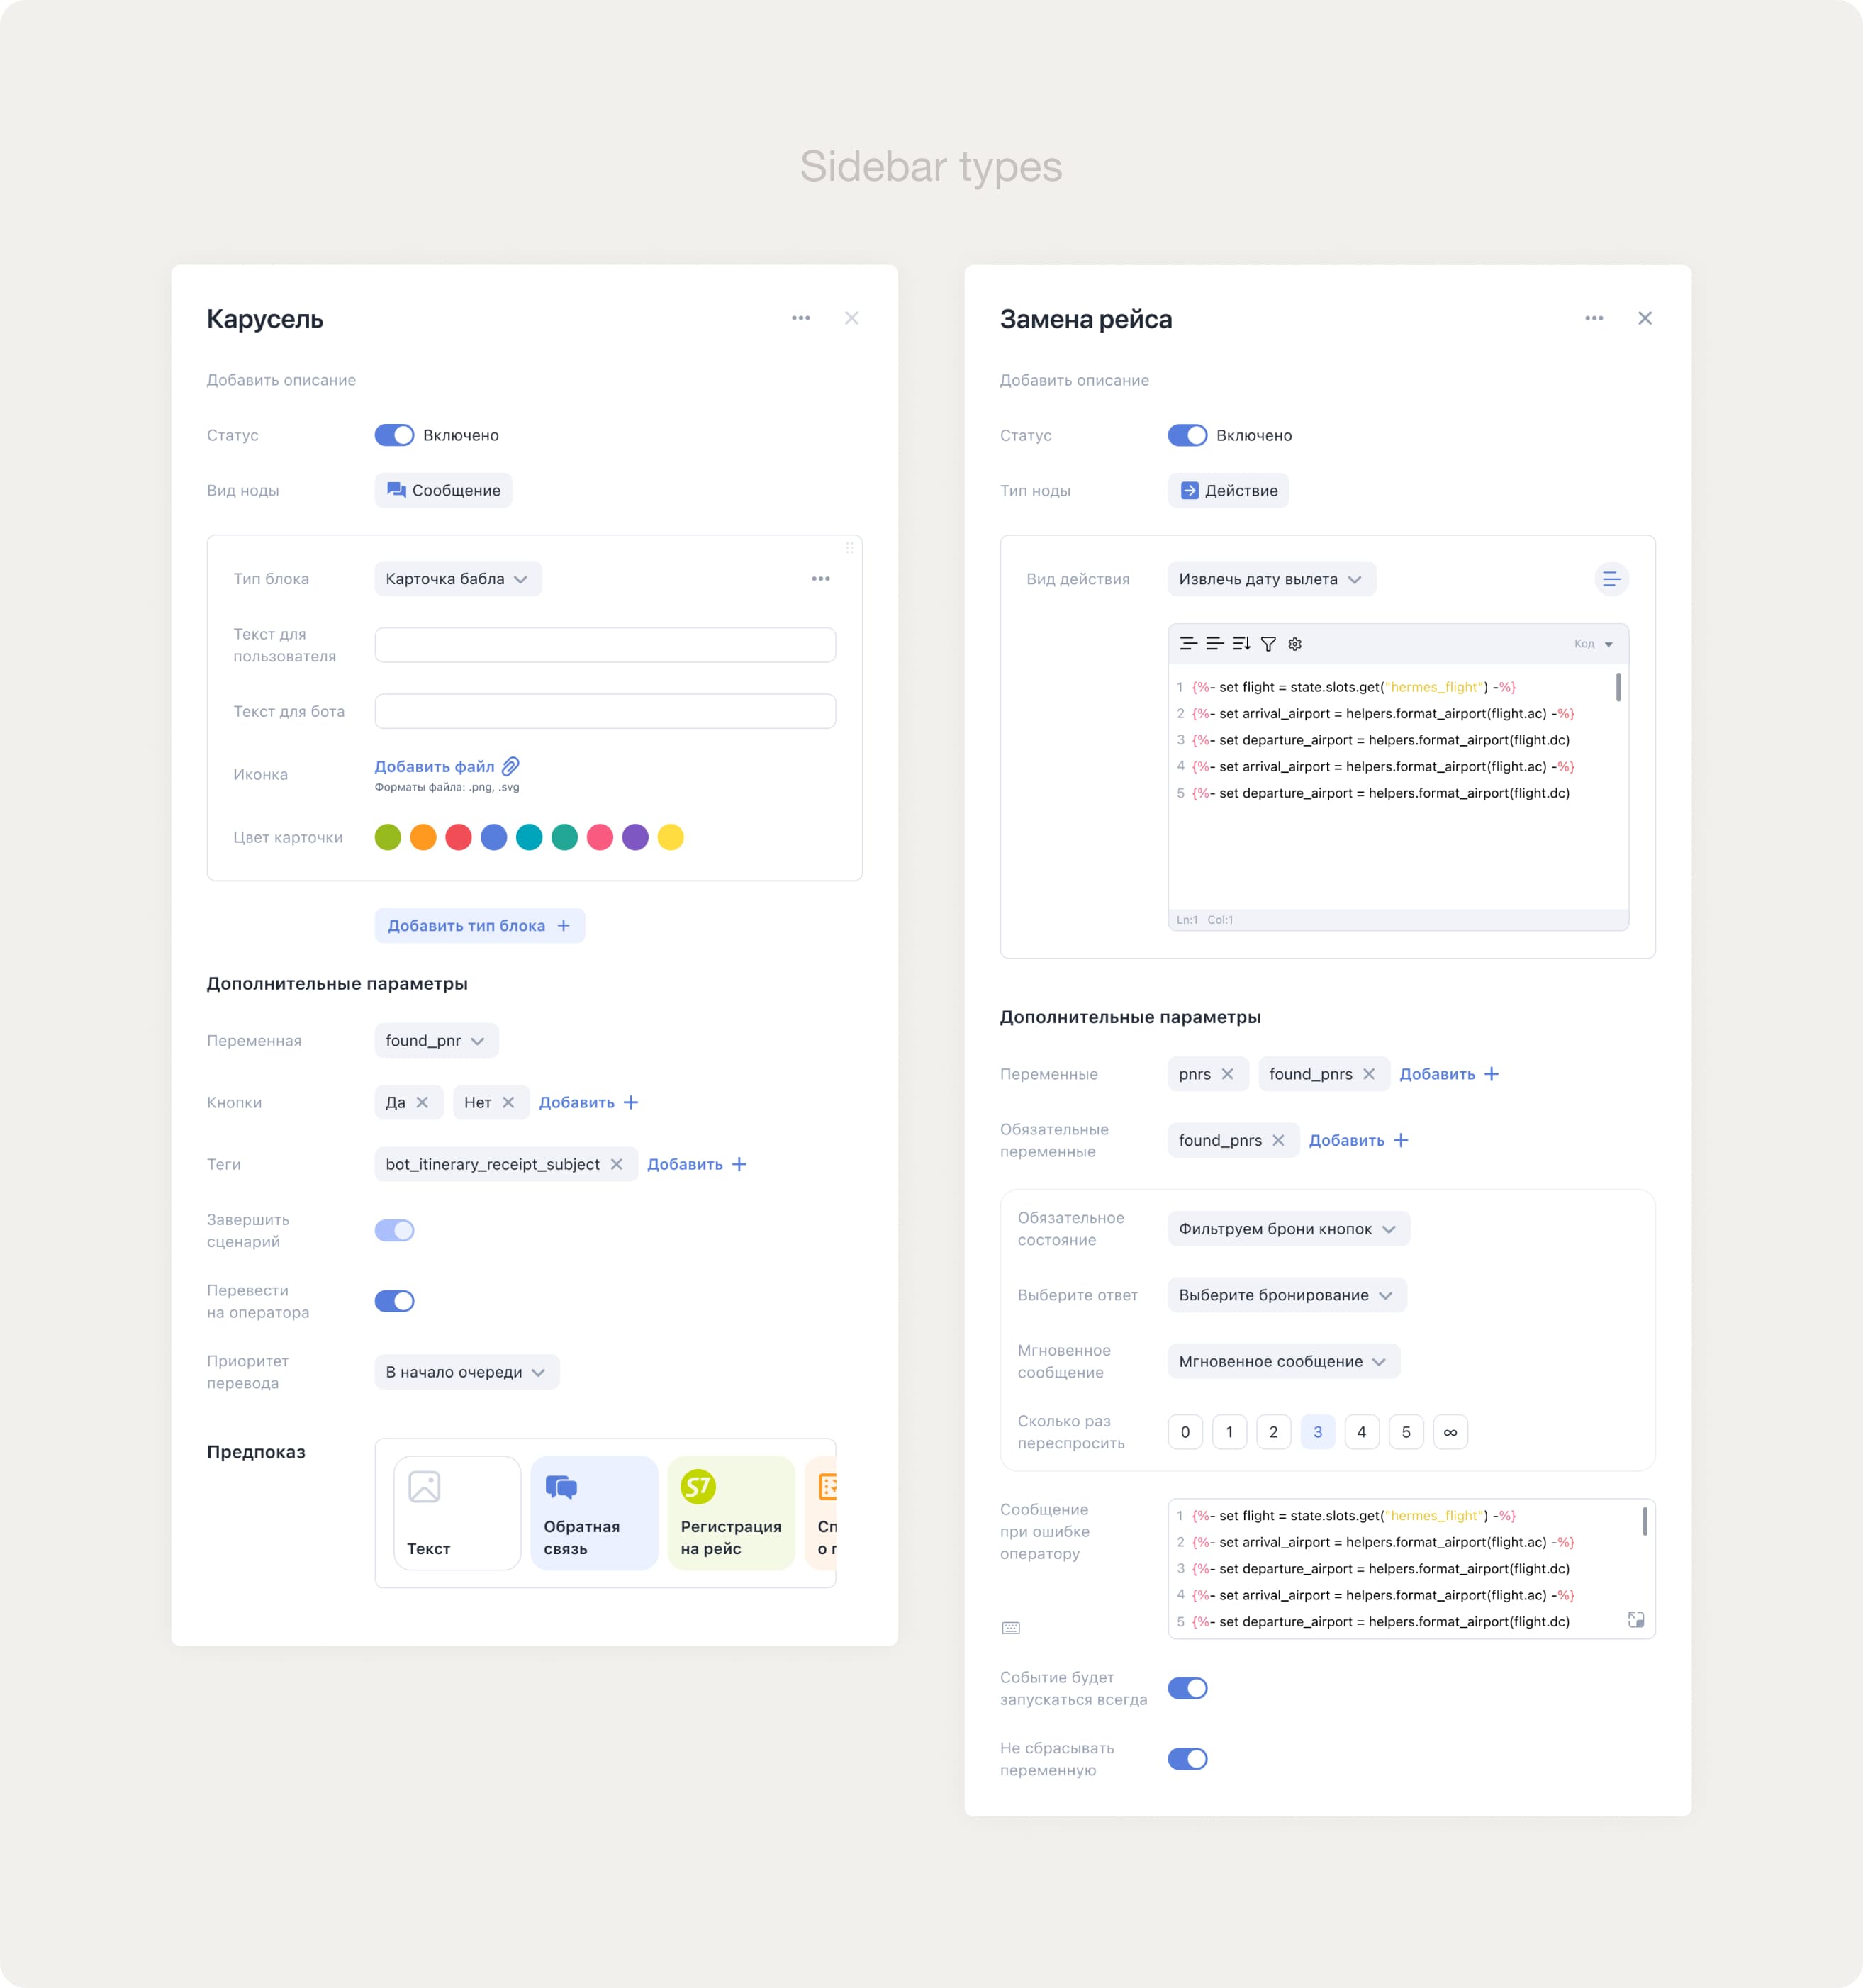 Sidebar types
Карусель
Добавить описание
Статус
Включено
Вид ноды
Сообщение
Тип блока
Карточка бабла
Текст для
пользователя
Текст для бота
Иконка
Добавить файл
Форматы файла: .png, .svg
Цвет карточки
Добавить тип блока +
Дополнительные параметры
Переменная
found_pnr
Кнопки
Да
Нет
Добавить +
Теги
bot_itinerary_receipt_subject
Добавить +
Завершить
сценарий
Перевести
на оператора
Приоритет
перевода
В начало очереди
Предпоказ
Текст
Обратная
связь
S7
Регистрация
на рейс
Замена рейса
Добавить описание
Статус
Включено
Тип ноды
Действие
Вид действия
Извлечь дату вылета
Код
1 {%- set flight = state.slots.get("hermes_flight") -%}
2 {%- set arrival_airport = helpers.format_airport(flight.ac) -%}
3 {%- set departure_airport = helpers.format_airport(flight.dc)
4 {%- set arrival_airport = helpers.format_airport(flight.ac) -%}
5 {%- set departure_airport = helpers.format_airport(flight.dc)
Ln:1 Col:1
Дополнительные параметры
Переменные
pnrs
found_pnrs
Добавить +
Обязательные
переменные
found_pnrs
Добавить +
Обязательное
состояние
Фильтруем брони кнопок
Выберите ответ
Выберите бронирование
Мгновенное
сообщение
Мгновенное сообщение
Сколько раз
переспросить
0 1 2 3 4 5 ∞
Сообщение
при ошибке
оператору
1 {%- set flight = state.slots.get("hermes_flight") -%}
2 {%- set arrival_airport = helpers.format_airport(flight.ac) -%}
3 {%- set departure_airport = helpers.format_airport(flight.dc)
4 {%- set arrival_airport = helpers.format_airport(flight.ac) -%}
5 {%- set departure_airport = helpers.format_airport(flight.dc)
Событие будет
запускаться всегда
Не сбрасывать
переменную